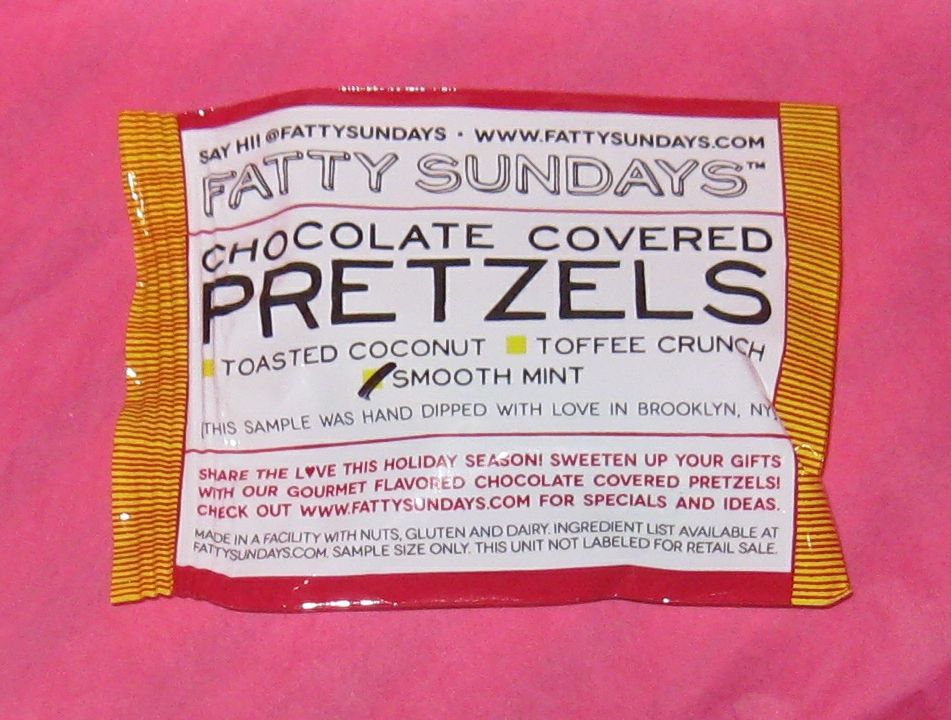 SAY HI! @FATTYSUNDAYS • WWW.FATTYSUNDAYS.COM
FATTY SUNDAYS™
CHOCOLATE COVERED
PRETZELS
TOASTED COCONUT TOFFEE CRUNCH
SMOOTH MINT
(THIS SAMPLE WAS HAND DIPPED WITH LOVE IN BROOKLYN, NY)
SHARE THE L♥VE THIS HOLIDAY SEASON! SWEETEN UP YOUR GIFTS
WITH OUR GOURMET FLAVORED CHOCOLATE COVERED PRETZELS!
CHECK OUT WWW.FATTYSUNDAYS.COM FOR SPECIALS AND IDEAS.
MADE IN A FACILITY WITH NUTS, GLUTEN AND DAIRY. INGREDIENT LIST AVAILABLE AT
FATTYSUNDAYS.COM. SAMPLE SIZE ONLY. THIS UNIT NOT LABELED FOR RETAIL SALE.